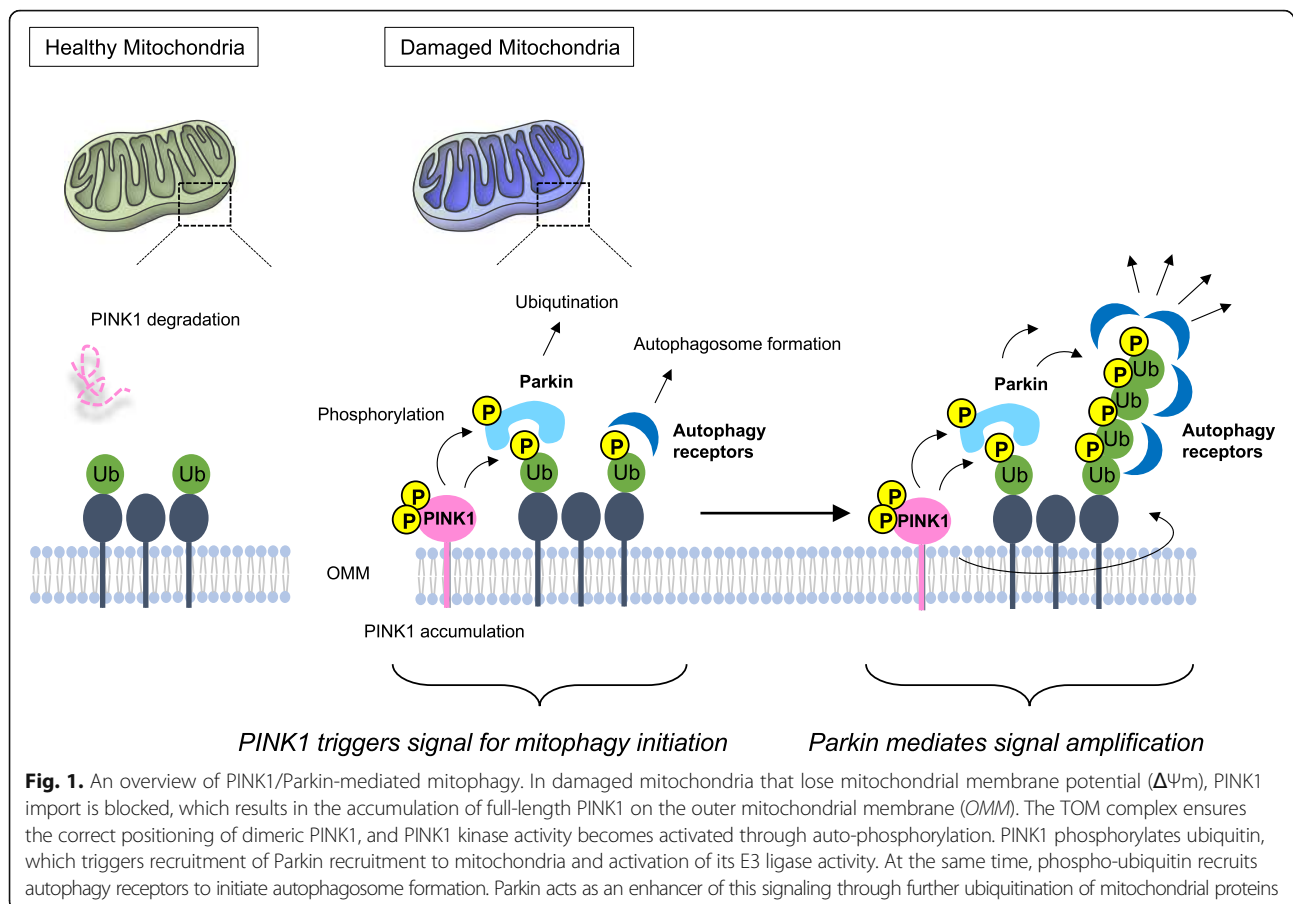 Healthy Mitochondria
Damaged Mitochondria
PINK1 degradation
Ub
Ub
Ubiqutination
Autophagosome formation
Parkin
Phosphorylation
P
P
P
Autophagy
receptors
Ub
Ub
P
P
PINK1
OMM
PINK1 accumulation
Parkin
P
P
P
P
P
P
Ub
Ub
Ub
Ub
Ub
Autophagy
receptors
P
P
PINK1
PINK1 triggers signal for mitophagy initiation
Parkin mediates signal amplification
Fig. 1. An overview of PINK1/Parkin-mediated mitophagy. In damaged mitochondria that lose mitochondrial membrane potential (ΔΨm), PINK1
import is blocked, which results in the accumulation of full-length PINK1 on the outer mitochondrial membrane (OMM). The TOM complex ensures
the correct positioning of dimeric PINK1, and PINK1 kinase activity becomes activated through auto-phosphorylation. PINK1 phosphorylates ubiquitin,
which triggers recruitment of Parkin recruitment to mitochondria and activation of its E3 ligase activity. At the same time, phospho-ubiquitin recruits
autophagy receptors to initiate autophagosome formation. Parkin acts as an enhancer of this signaling through further ubiquitination of mitochondrial proteins